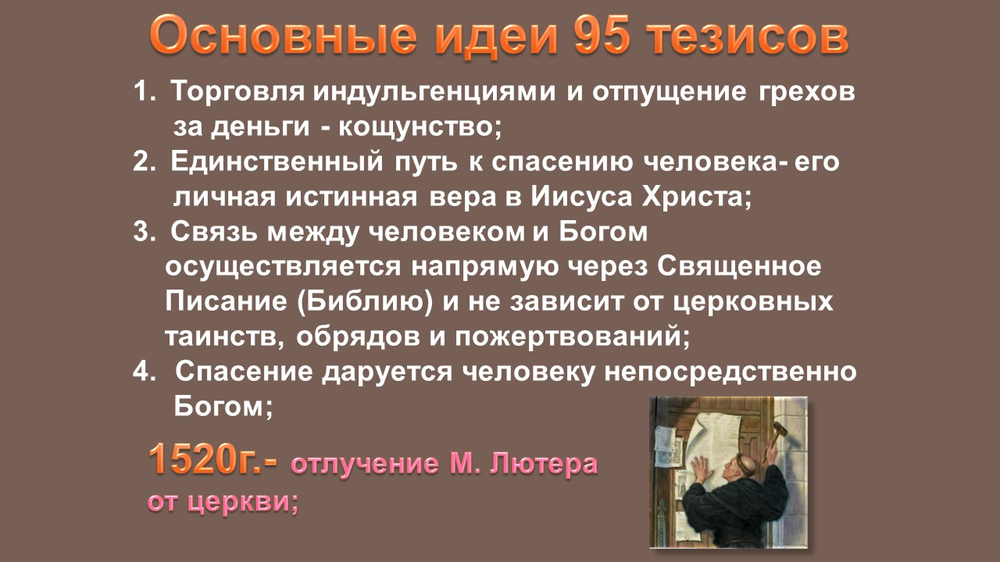 Основные идеи 95 тезисов
1. Торговля индульгенциями и отпущение грехов
за деньги - кощунство;
2. Единственный путь к спасению человека- его
личная истинная вера в Иисуса Христа;
3. Связь между человеком и Богом
осуществляется напрямую через Священное
Писание (Библию) и не зависит от церковных
таинств, обрядов и пожертвований;
4. Спасение даруется человеку непосредственно
Богом;
1520г.- отлучение М. Лютера
от церкви;